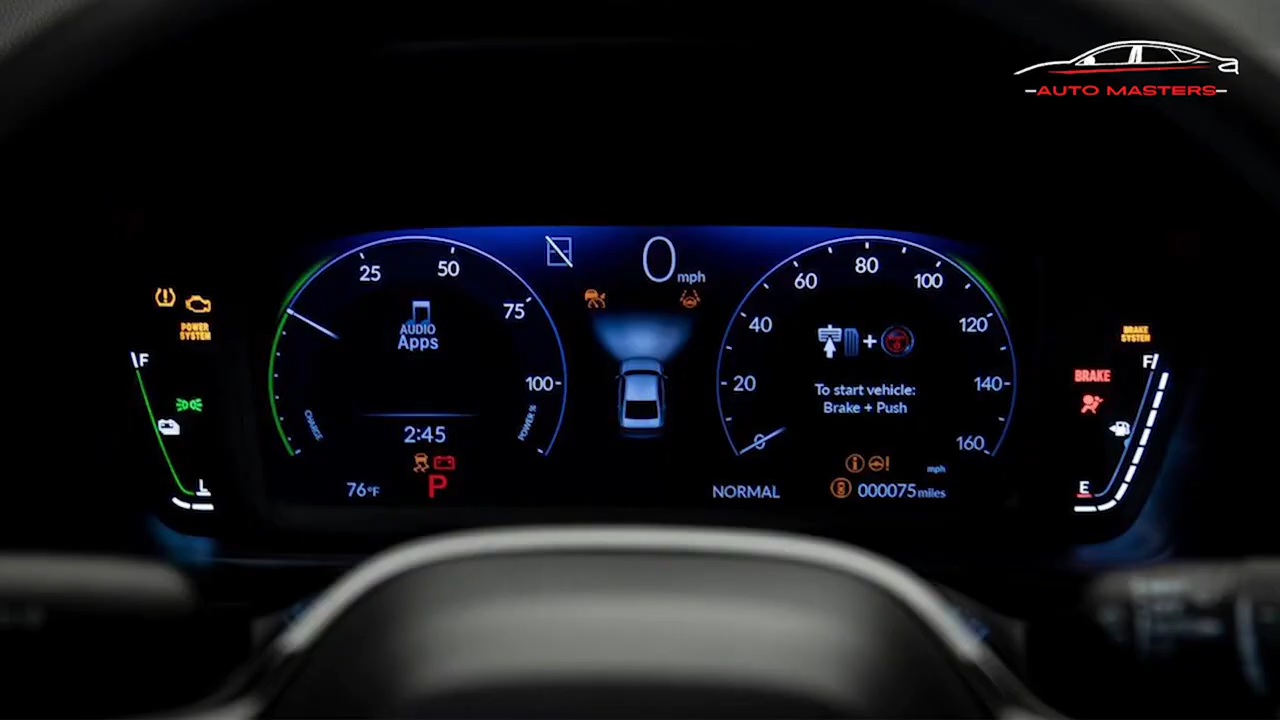 AUTO MASTERS
0 mph
25
50
75
100
AUDIO
Apps
CHARGE
POWER %
2:45
76°F
P
POWER
SYSTEM
F
L
0
20
40
60
80
100
120
140
160
To start vehicle:
Brake + Push
mph
NORMAL
000075 miles
BRAKE
SYSTEM
F
BRAKE
E